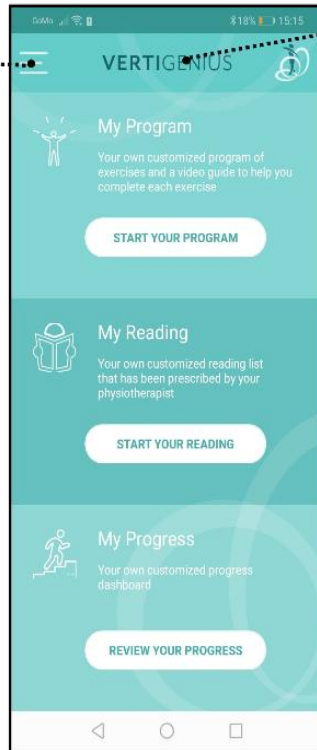 DoMo 18% 15:15
VERTIGENIUS
My Program
Your own customized program of
exercises and a video guide to help you
complete each exercise
START YOUR PROGRAM
My Reading
Your own customized reading list
that has been prescribed by your
physiotherapist
START YOUR READING
My Progress
Your own customized progress
dashboard
REVIEW YOUR PROGRESS